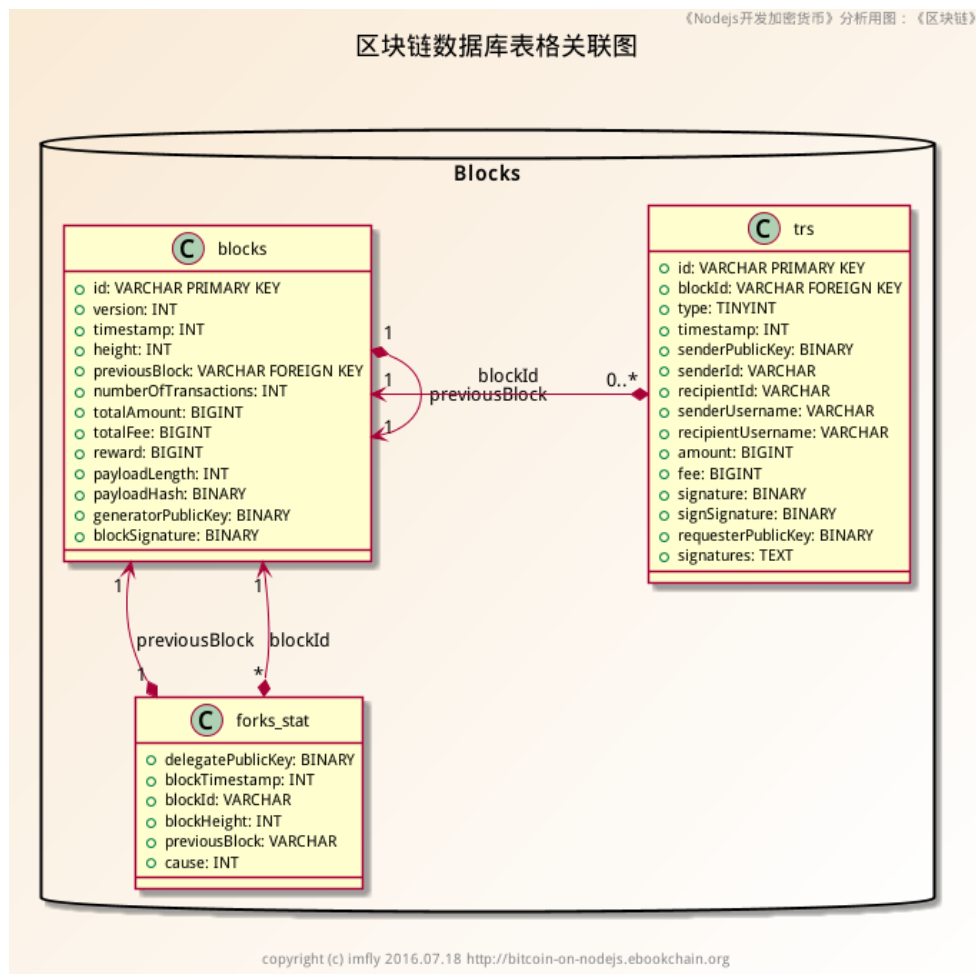 《Nodejs开发加密货币》分析用图：《区块链》
区块链数据库表格关联图
Blocks
C blocks
id: VARCHAR PRIMARY KEY
version: INT
timestamp: INT
height: INT
previousBlock: VARCHAR FOREIGN KEY
numberOfTransactions: INT
totalAmount: BIGINT
totalFee: BIGINT
reward: BIGINT
payloadLength: INT
payloadHash: BINARY
generatorPublicKey: BINARY
blockSignature: BINARY
C trs
id: VARCHAR PRIMARY KEY
blockId: VARCHAR FOREIGN KEY
type: TINYINT
timestamp: INT
senderPublicKey: BINARY
senderId: VARCHAR
recipientId: VARCHAR
senderUsername: VARCHAR
recipientUsername: VARCHAR
amount: BIGINT
fee: BIGINT
signature: BINARY
signSignature: BINARY
requesterPublicKey: BINARY
signatures: TEXT
1
1 blockId 0..*
previousBlock
1
1 1
previousBlock blockId
1 *
C forks_stat
delegatePublicKey: BINARY
blockTimestamp: INT
blockId: VARCHAR
blockHeight: INT
previousBlock: VARCHAR
cause: INT
copyright (c) imfly 2016.07.18 http://bitcoin-on-nodejs.ebookchain.org